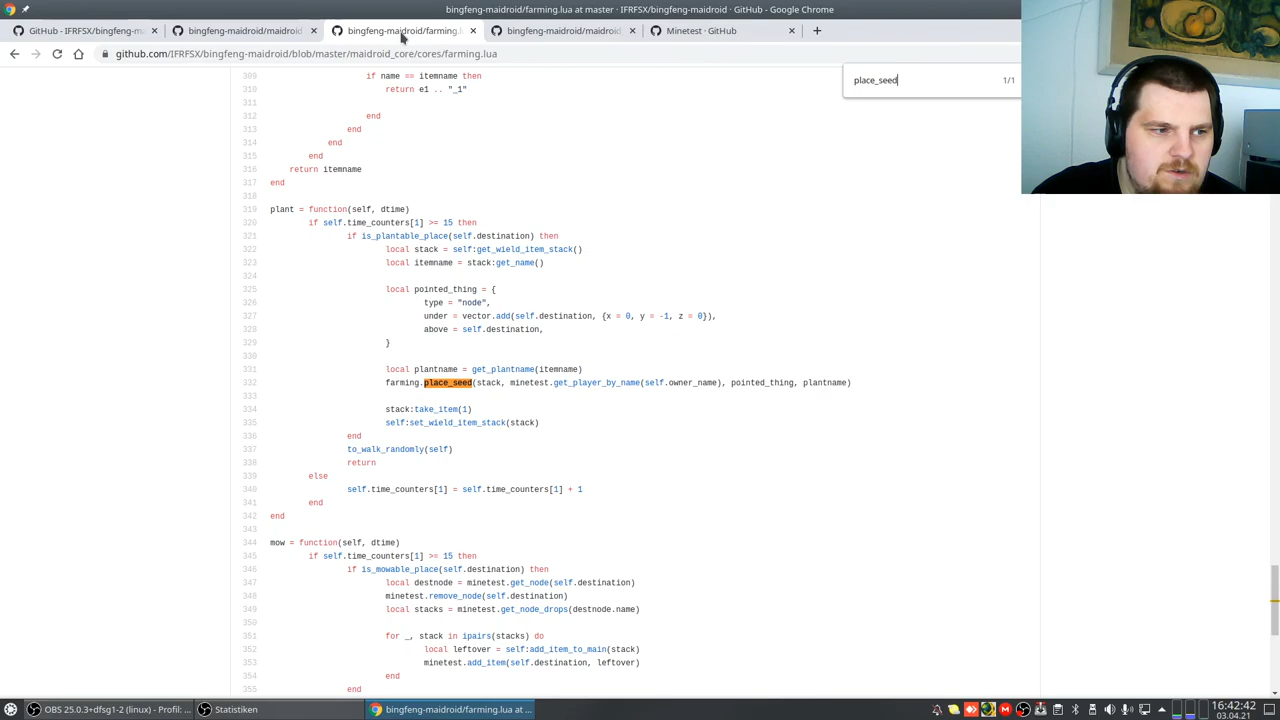 bingfeng-maidroid/farming.lua at master · IFRFSX/bingfeng-maidroid · GitHub - Google Chrome
GitHub - IFRFSX/bingfeng-ma
bingfeng-maidroid/maidroid
bingfeng-maidroid/farming.l
bingfeng-maidroid/maidroid
Minetest · GitHub
github.com/IFRFSX/bingfeng-maidroid/blob/master/maidroid_core/cores/farming.lua
place_seed
1/1
309 if name == itemname then
310 return e1 .. "_1"
311
312 end
313 end
314 end
315 end
316 return itemname
317 end
318
319 plant = function(self, dtime)
320 if self.time_counters[1] >= 15 then
321 if is_plantable_place(self.destination) then
322 local stack = self:get_wield_item_stack()
323 local itemname = stack:get_name()
324
325 local pointed_thing = {
326 type = "node",
327 under = vector.add(self.destination, {x = 0, y = -1, z = 0}),
328 above = self.destination,
329 }
330
331 local plantname = get_plantname(itemname)
332 farming.place_seed(stack, minetest.get_player_by_name(self.owner_name), pointed_thing, plantname)
333
334 stack:take_item(1)
335 self:set_wield_item_stack(stack)
336 end
337 to_walk_randomly(self)
338 return
339 else
340 self.time_counters[1] = self.time_counters[1] + 1
341 end
342 end
343
344 mow = function(self, dtime)
345 if self.time_counters[1] >= 15 then
346 if is_mowable_place(self.destination) then
347 local destnode = minetest.get_node(self.destination)
348 minetest.remove_node(self.destination)
349 local stacks = minetest.get_node_drops(destnode.name)
350
351 for _, stack in ipairs(stacks) do
352 local leftover = self:add_item_to_main(stack)
353 minetest.add_item(self.destination, leftover)
354 end
355 end
OBS 25.0.3+dfsg1-2 (linux) - Profil: ...
Statistiken
bingfeng-maidroid/farming.lua at ...
16:42:42
03.04.21